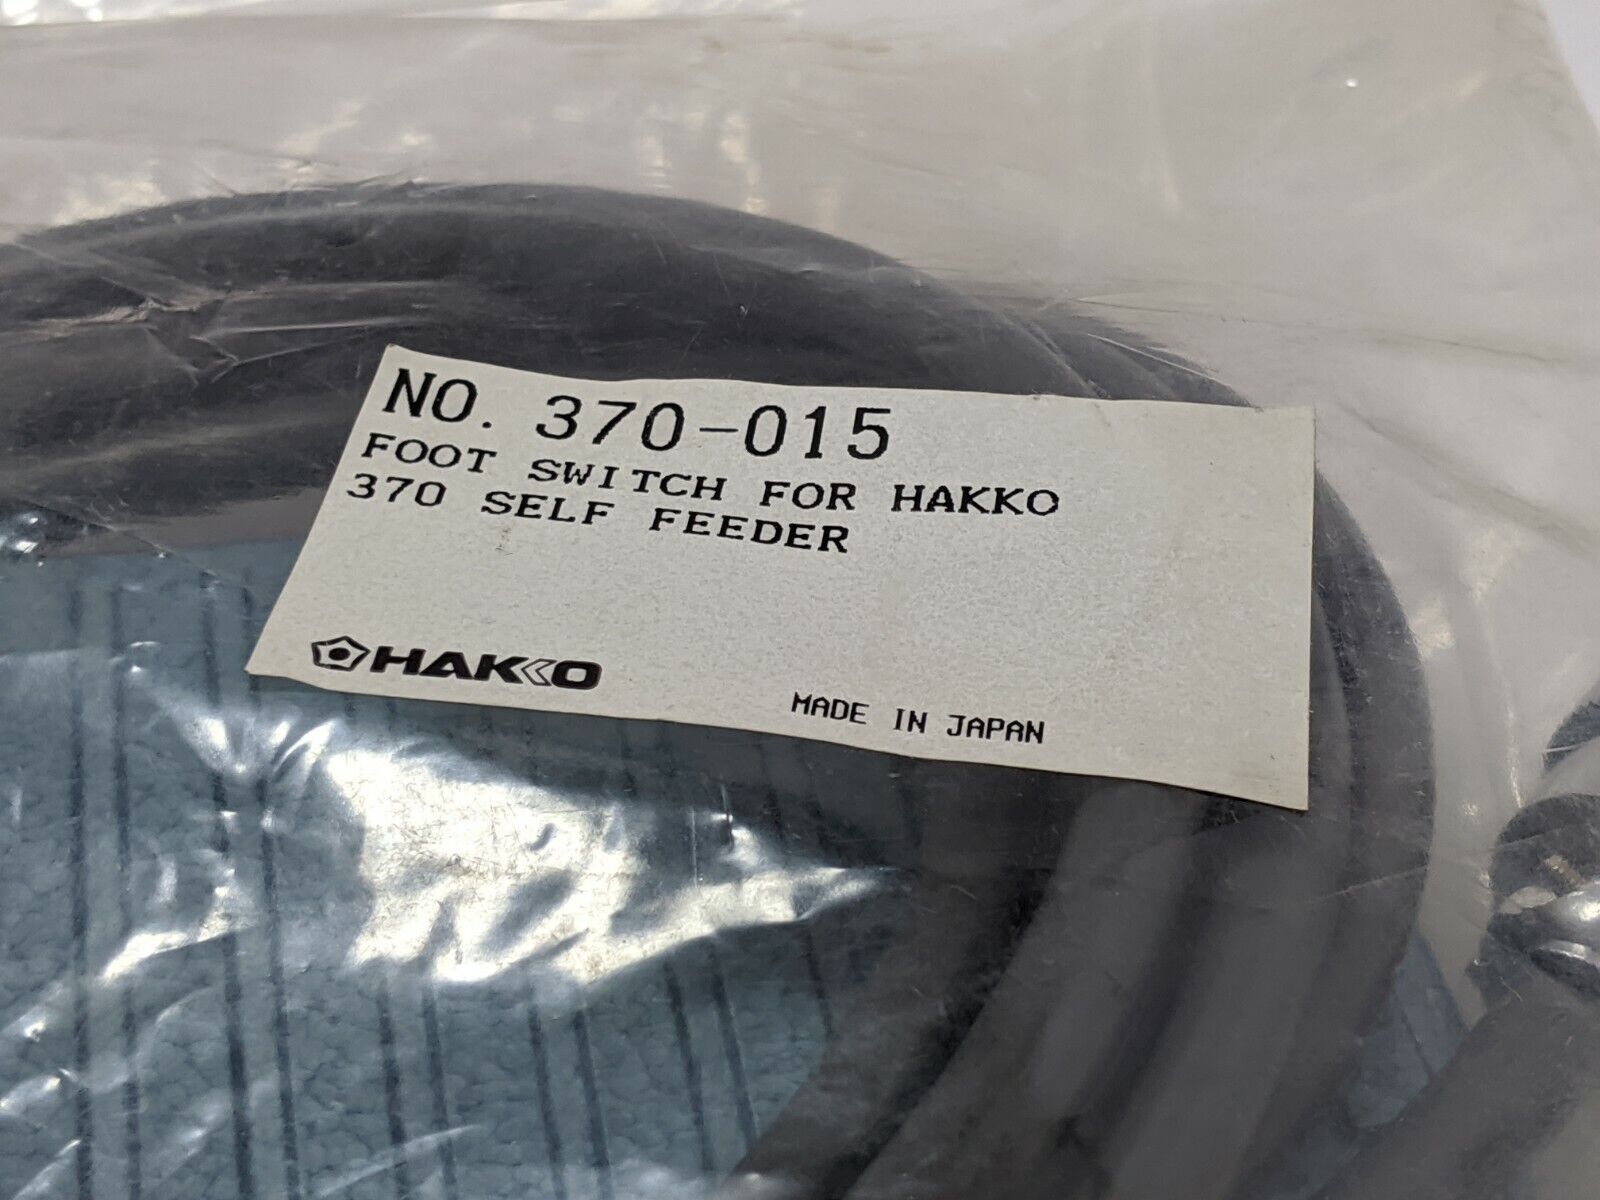 NO. 370-015
FOOT SWITCH FOR HAKKO
370 SELF FEEDER
HAKKO
MADE IN JAPAN